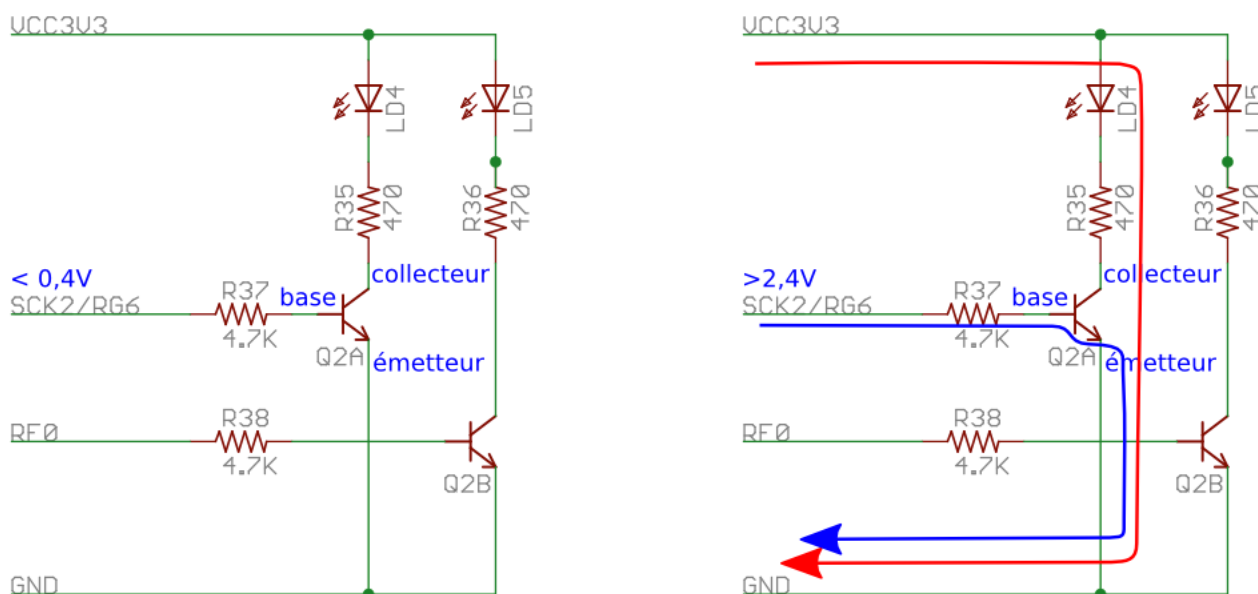 VCC3V3
LD4
LD5
R35
470
R36
470
< 0,4V
collecteur
SCK2/RG6
R37
base
4.7K
Q2A
émetteur
RF0
R38
4.7K
Q2B
GND
VCC3V3
LD4
LD5
R35
470
R36
470
>2,4V
collecteur
SCK2/RG6
R37
base
4.7K
Q2A
émetteur
RF0
R38
4.7K
Q2B
GND